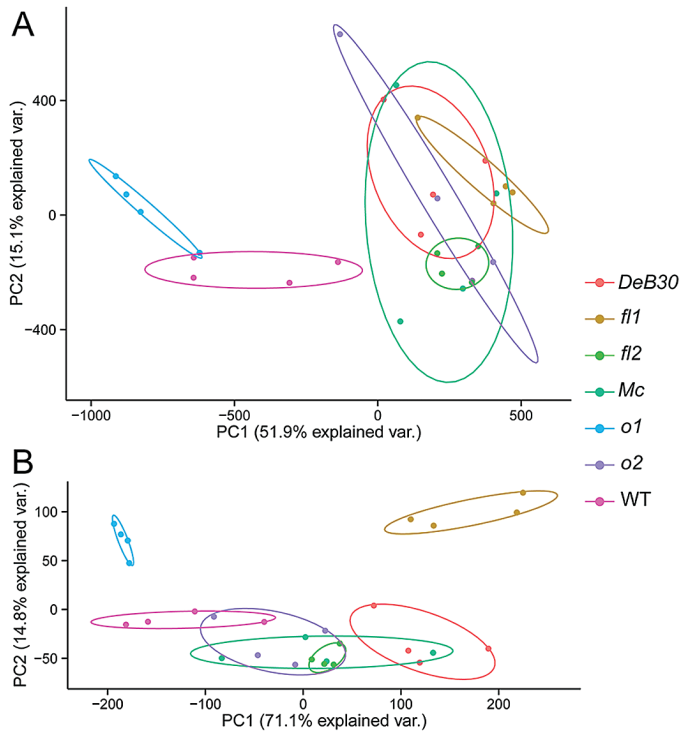 A
400
0
−400
PC2 (15.1% explained var.)
−1000
−500
0
500
PC1 (51.9% explained var.)
DeB30
fl1
fl2
Mc
o1
o2
WT
B
100
50
0
−50
PC2 (14.8% explained var.)
−200
−100
0
100
200
PC1 (71.1% explained var.)